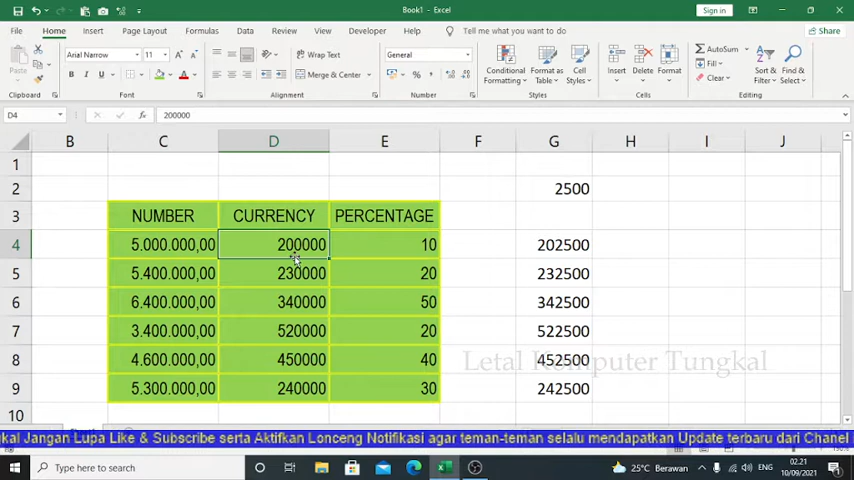 Book1 - Excel
Sign in
File Home Insert Page Layout Formulas Data Review View Help Tell me what you want to do
Share
Paste
Arial Narrow 11
Wrap Text
General
Conditional Formatting
Format as Table
Cell Styles
Insert
Delete
Format
AutoSum
Sort & Filter
Find & Select
B I U
Merge & Center
Fill
Clear
Clipboard Font Alignment Number Styles Cells Editing
D4 fx 200000
B C D E F G H I J
1
2 2500
3 NUMBER CURRENCY PERCENTAGE
4 5.000.000,00 200000 10 202500
5 5.400.000,00 230000 20 232500
6 6.400.000,00 340000 50 342500
7 3.400.000,00 520000 20 522500
8 4.600.000,00 450000 40 452500
9 5.300.000,00 240000 30 242500
Letal Komputer Tungkal
10
kal Jangan Lupa Like & Subscribe serta Aktifkan Lonceng Notifikasi agar teman-teman selalu mendapatkan Update terbaru dari Chanel
Type here to search
25°C Berawan
ENG
02.21
10/09/2021